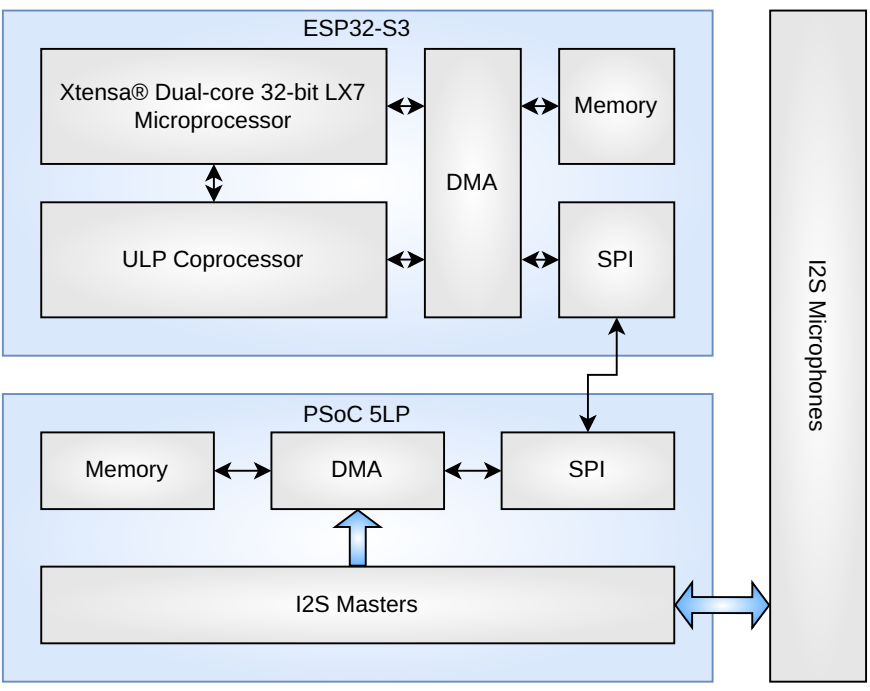 ESP32-S3
Xtensa® Dual-core 32-bit LX7
Microprocessor
DMA
Memory
ULP Coprocessor
SPI
I2S Microphones
PSoC 5LP
Memory
DMA
SPI
I2S Masters